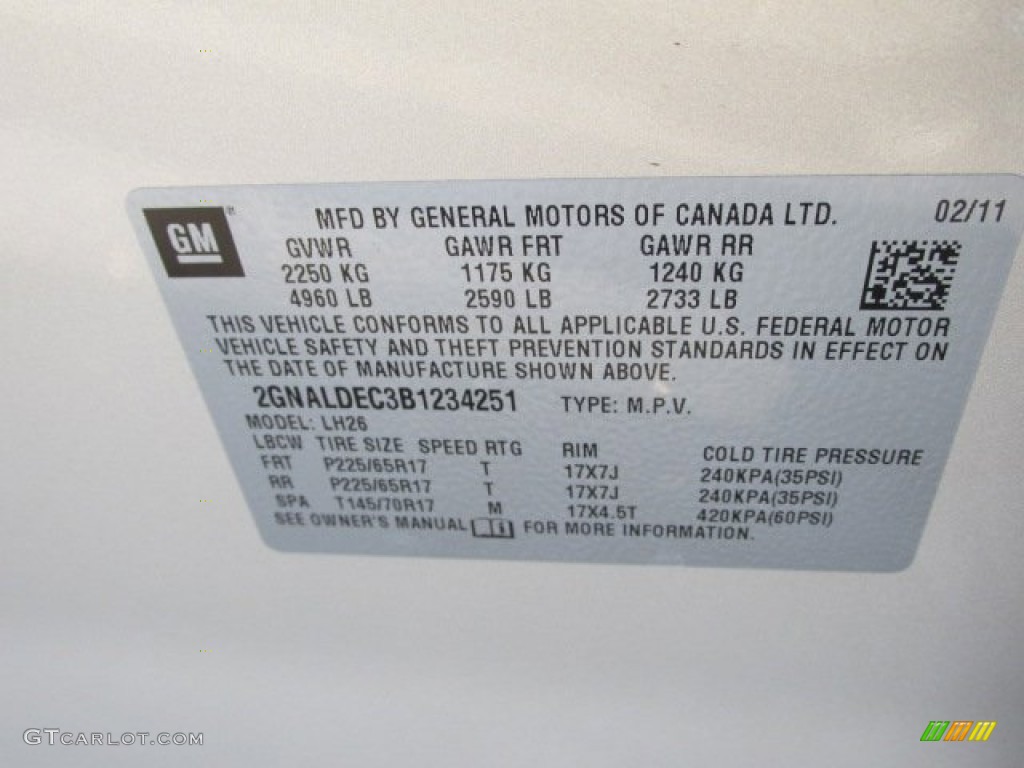 GM
MFD BY GENERAL MOTORS OF CANADA LTD. 02/11
GVWR GAWR FRT GAWR RR
2250 KG 1175 KG 1240 KG
4960 LB 2590 LB 2733 LB
THIS VEHICLE CONFORMS TO ALL APPLICABLE U.S. FEDERAL MOTOR
VEHICLE SAFETY AND THEFT PREVENTION STANDARDS IN EFFECT ON
THE DATE OF MANUFACTURE SHOWN ABOVE.
2GNALDEC3B1234251 TYPE: M.P.V.
MODEL: LH26
LBCW TIRE SIZE SPEED RTG RIM COLD TIRE PRESSURE
FRT P225/65R17 T 17X7J 240KPA(35PSI)
RR P225/65R17 T 17X7J 240KPA(35PSI)
SPA T145/70R17 M 17X4.5T 420KPA(60PSI)
SEE OWNER'S MANUAL FOR MORE INFORMATION.
GTCARLOT.COM